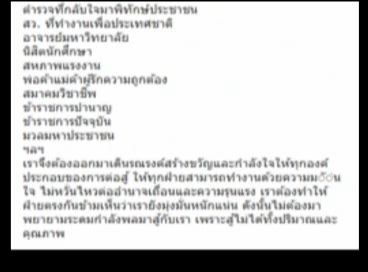 ตำรวจที่กลับใจมาพิทักษ์ประชาชน
สว. ที่ทำงานเพื่อประเทศชาติ
อาจารย์มหาวิทยาลัย
นิสิตนักศึกษา
สหภาพแรงงาน
พ่อค้าแม่ค้าผู้รักความถูกต้อง
สมาคมวิชาชีพ
ข้าราชการบำนาญ
ข้าราชการปัจจุบัน
มวลมหาประชาชน
ฯลฯ
เราจึงต้องออกมาเดินรณรงค์สร้างขวัญและกำลังใจให้ทุกองค์
ประกอบของการต่อสู้ ให้ทุกฝ่ายสามารถทำงานด้วยความ
ใจ ไม่หวั่นไหวต่ออำนาจเถื่อนและความรุนแรง เราต้องทำให้
ฝ่ายตรงกันข้ามเห็นว่าเรายังมุ่งมั่นหนักแน่น ดังนั้นไม่ต้องมา
พยายามระดมกำลังพลมาสู้กับเรา เพราะสู้ไม่ได้ทั้งปริมาณและ
คุณภาพ